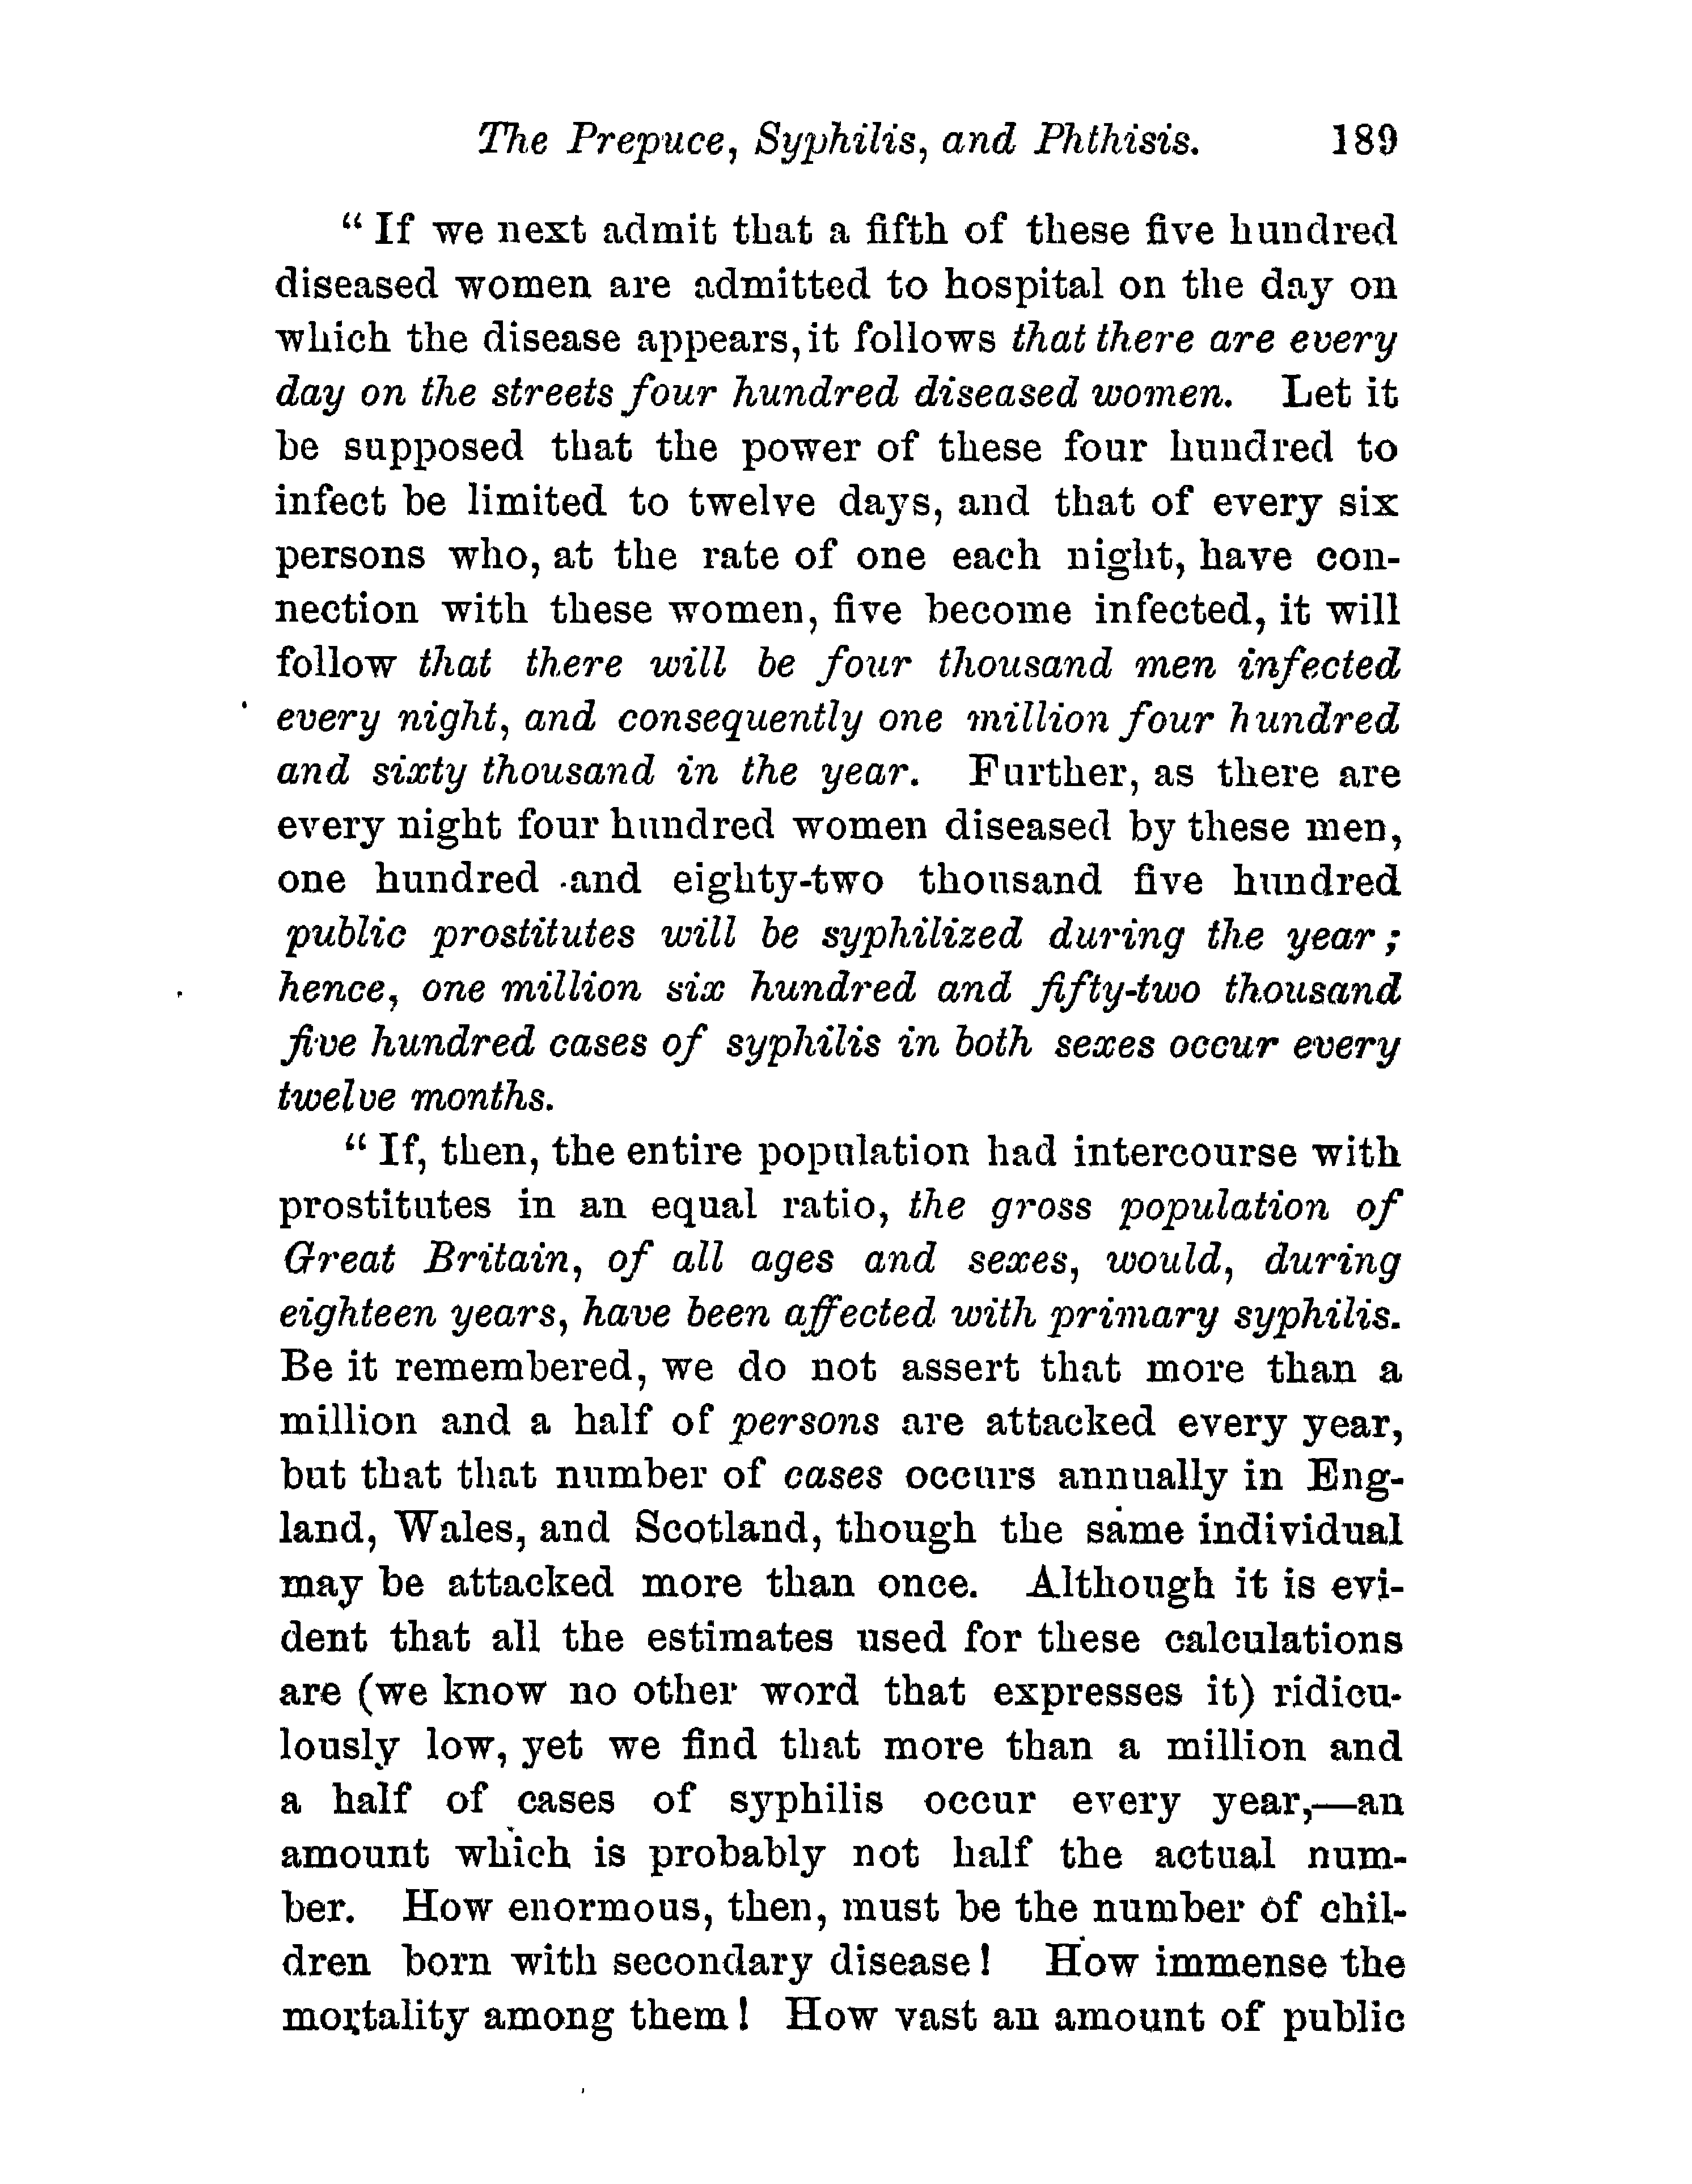 The Prepuce, Syphilis, and Phthisis. 189
“ If we next admit that a fifth of these five hundred
diseased women are admitted to hospital on the day on
which the disease appears, it follows that there are every
day on the streets four hundred diseased women. Let it
be supposed that the power of these four hundred to
infect be limited to twelve days, and that of every six
persons who, at the rate of one each night, have con-
nection with these women, five become infected, it will
follow that there will be four thousand men infected
every night, and consequently one million four hundred
and sixty thousand in the year. Further, as there are
every night four hundred women diseased by these men,
one hundred and eighty-two thousand five hundred
public prostitutes will be syphilized during the year;
hence, one million six hundred and fifty-two thousand
five hundred cases of syphilis in both sexes occur every
twelve months.
“ If, then, the entire population had intercourse with
prostitutes in an equal ratio, the gross population of
Great Britain, of all ages and sexes, would, during
eighteen years, have been affected with primary syphilis.
Be it remembered, we do not assert that more than a
million and a half of persons are attacked every year,
but that that number of cases occurs annually in Eng-
land, Wales, and Scotland, though the same individual
may be attacked more than once. Although it is evi-
dent that all the estimates used for these calculations
are (we know no other word that expresses it) ridicu-
lously low, yet we find that more than a million and
a half of cases of syphilis occur every year,—an
amount which is probably not half the actual num-
ber. How enormous, then, must be the number of chil-
dren born with secondary disease! How immense the
mortality among them! How vast an amount of public